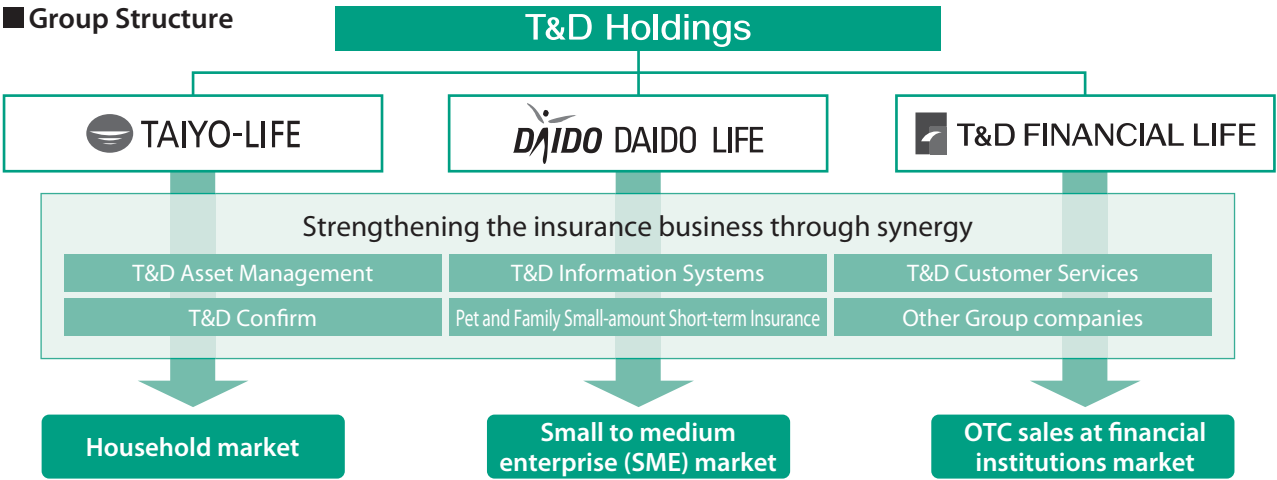 ■ Group Structure
T&D Holdings
TAIYO-LIFE
DAIDO DAIDO LIFE
T&D FINANCIAL LIFE
Strengthening the insurance business through synergy
T&D Asset Management
T&D Information Systems
T&D Customer Services
T&D Confirm
Pet and Family Small-amount Short-term Insurance
Other Group companies
Household market
Small to medium
enterprise (SME) market
OTC sales at financial
institutions market